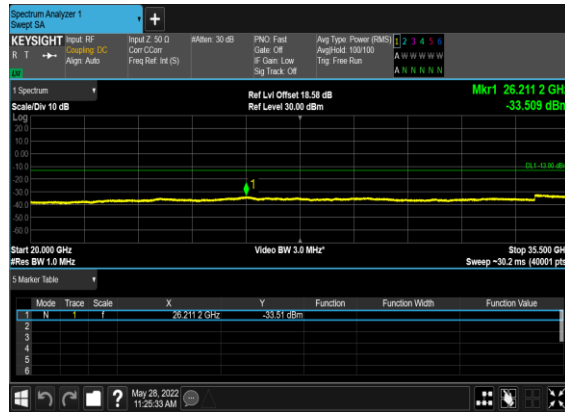 Spectrum Analyzer 1
Swept SA
+
KEYSIGHT Input: RF Input Z: 50 Ω #Atten: 30 dB PNO: Fast Avg Type: Power (RMS) 1 2 3 4 5 6
R T Coupling: DC Corr CCorr Gate: Off Avg|Hold: 100/100 A W W W W W
Align: Auto Freq Ref: Int (S) IF Gain: Low Trig: Free Run
LV Sig Track: Off A N N N N N
1 Spectrum Ref Lvl Offset 18.58 dB Mkr1 26.211 2 GH
Scale/Div 10 dB Ref Level 30.00 dBm -33.509 dBm
Log
20.0
10.0
0.00
-10.0 DL1 -13.00 dBm
-20.0
1
-30.0
-40.0
-50.0
-60.0
Start 20.000 GHz Video BW 3.0 MHz* Stop 35.500 GH
#Res BW 1.0 MHz Sweep ~30.2 ms (40001 pts
5 Marker Table
Mode Trace Scale X Y Function Function Width Function Value
1 N 1 f 26.211 2 GHz -33.51 dBm
2
3
4
5
6
? May 28, 2022
11:25:33 AM